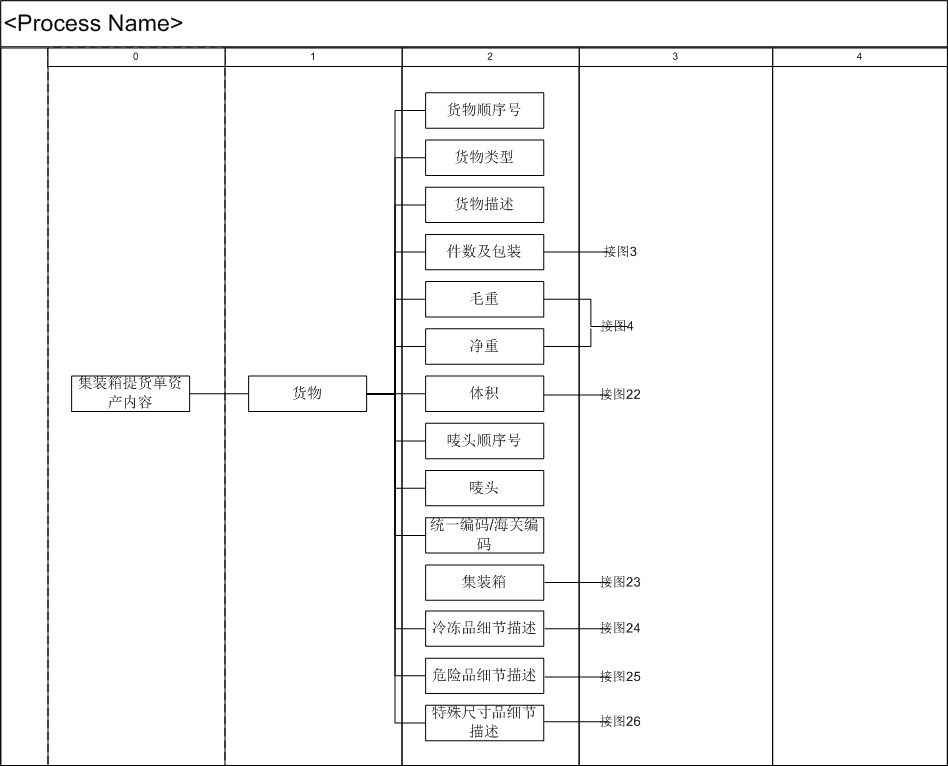 <Process Name>
0
1
2
3
4
货物顺序号
货物类型
货物描述
件数及包装
接图3
毛重
接图4
净重
集装箱提货单资
产内容
货物
体积
接图22
唛头顺序号
唛头
统一编码/海关编
码
集装箱
接图23
冷冻品细节描述
接图24
危险品细节描述
接图25
特殊尺寸品细节
描述
接图26